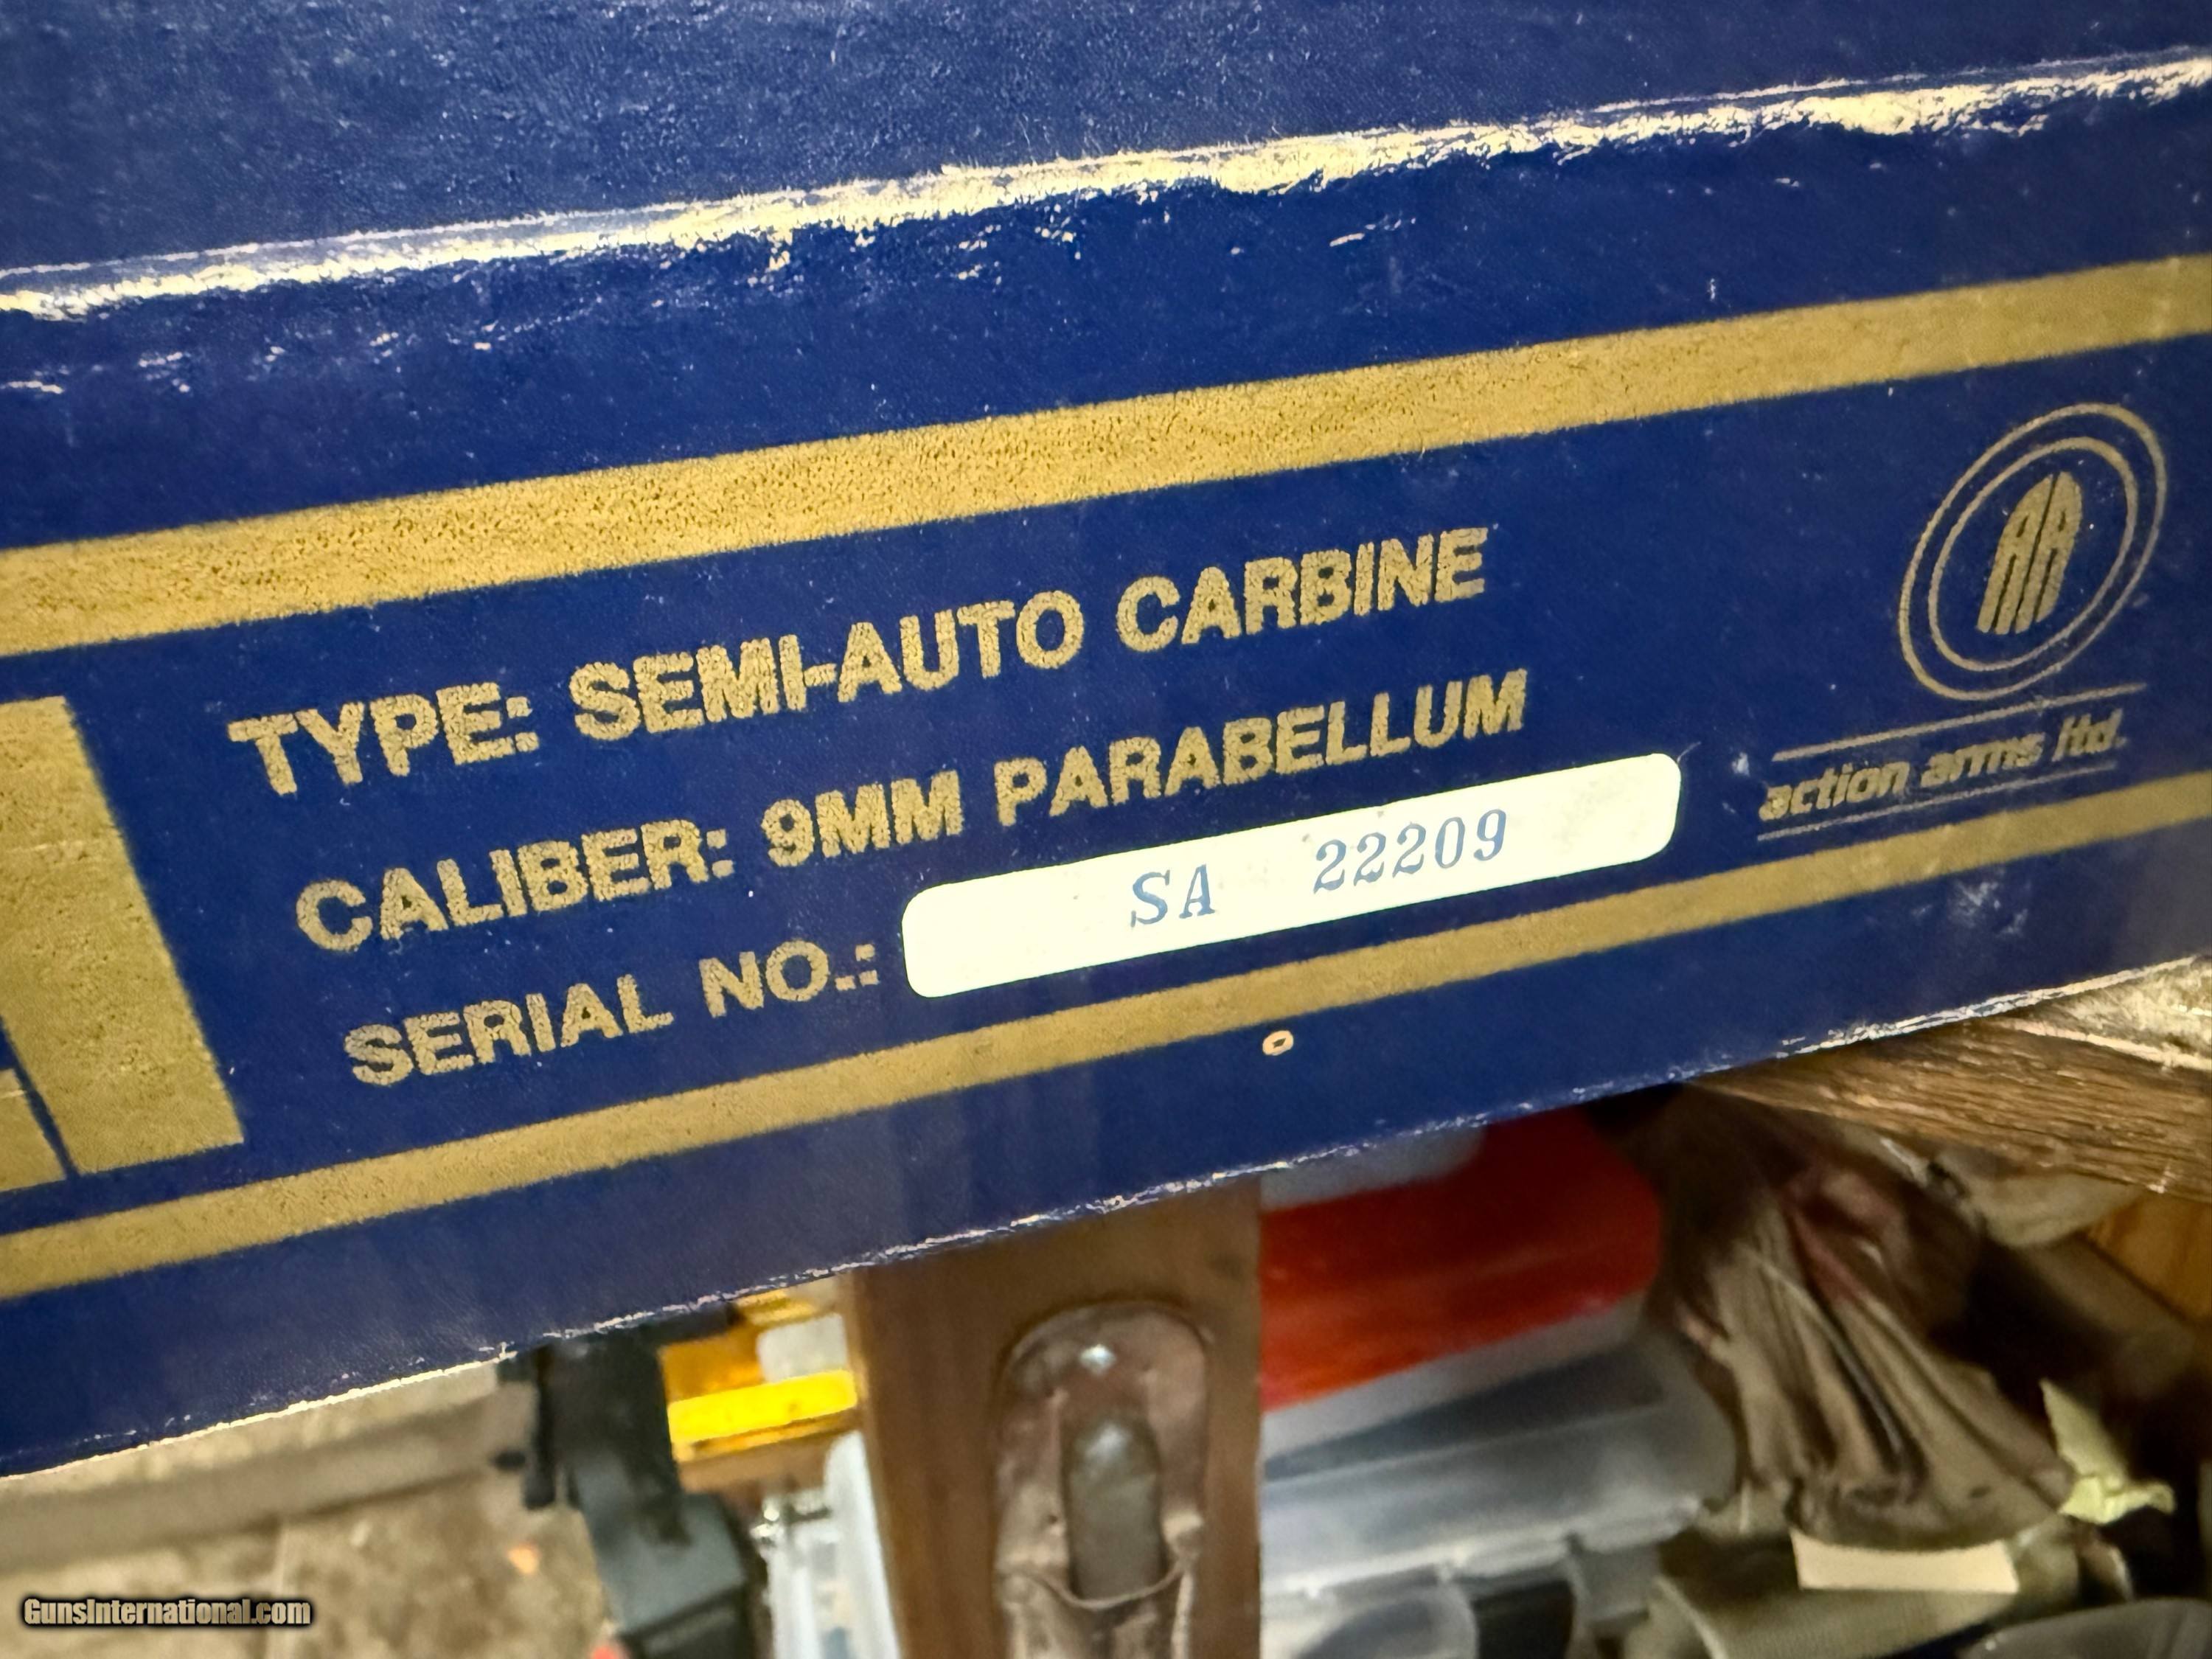 TYPE: SEMI-AUTO CARBINE
CALIBER: 9MM PARABELLUM
SERIAL NO.: SA 22209
AA
action arms ltd.
GunsInternational.com